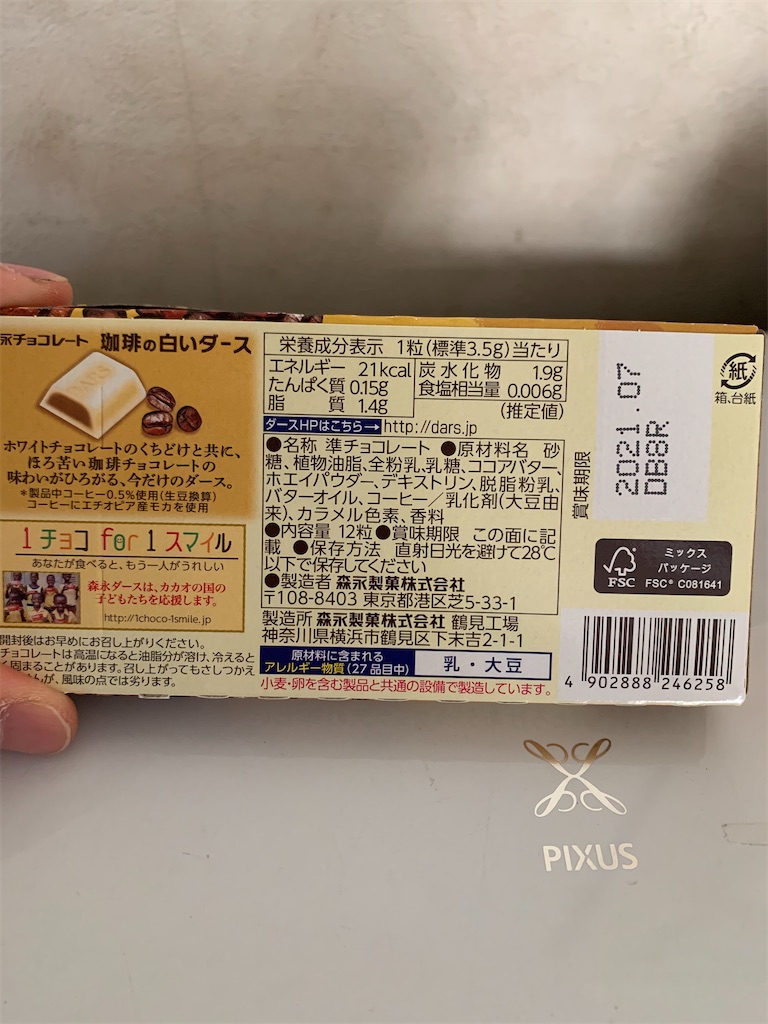 永チョコレート 珈琲の白いダース
DARS
ホワイトチョコレートのくちどけと共に、
ほろ苦い珈琲チョコレートの
味わいがひろがる、今だけのダース。
*製品中コーヒー0.5%使用(生豆換算)
コーヒーにエチオピア産モカを使用
1 チョコ for 1 スマイル
あなたが食べると、もう一人がうれしい
森永ダースは、カカオの国の
子どもたちを応援します。
http://1choco-1smile.jp
開封後はお早めにお召し上がりください。
チョコレートは高温になると油脂分が溶け、冷えると
固まることがあります。召し上がってもさしつかえ
せんが、風味の点では劣ります。
栄養成分表示 1粒(標準3.5g)当たり
エネルギー 21kcal 炭水化物 1.9g
たんぱく質 0.15g 食塩相当量 0.006g
脂質 1.4g (推定値)
ダースHPはこちら→ http://dars.jp
●名称 準チョコレート ●原材料名 砂
糖、植物油脂、全粉乳、乳糖、ココアバター、
ホエイパウダー、デキストリン、脱脂粉乳、
バターオイル、コーヒー/乳化剤(大豆由
来)、カラメル色素、香料
●内容量 12粒 ●賞味期限 この面に記
載 ●保存方法 直射日光を避けて28℃
以下で保存してください
●製造者 森永製菓株式会社
〒108-8403 東京都港区芝5-33-1
製造所 森永製菓株式会社 鶴見工場
神奈川県横浜市鶴見区下末吉2-1-1
原材料に含まれる
アレルギー物質(27品目中)
乳・大豆
小麦・卵を含む製品と共通の設備で製造しています。
賞味期限
2021.07
DB8R
紙
箱、台紙
FSC
ミックス
パッケージ
FSC® C081641
4 902888 246258
PIXUS